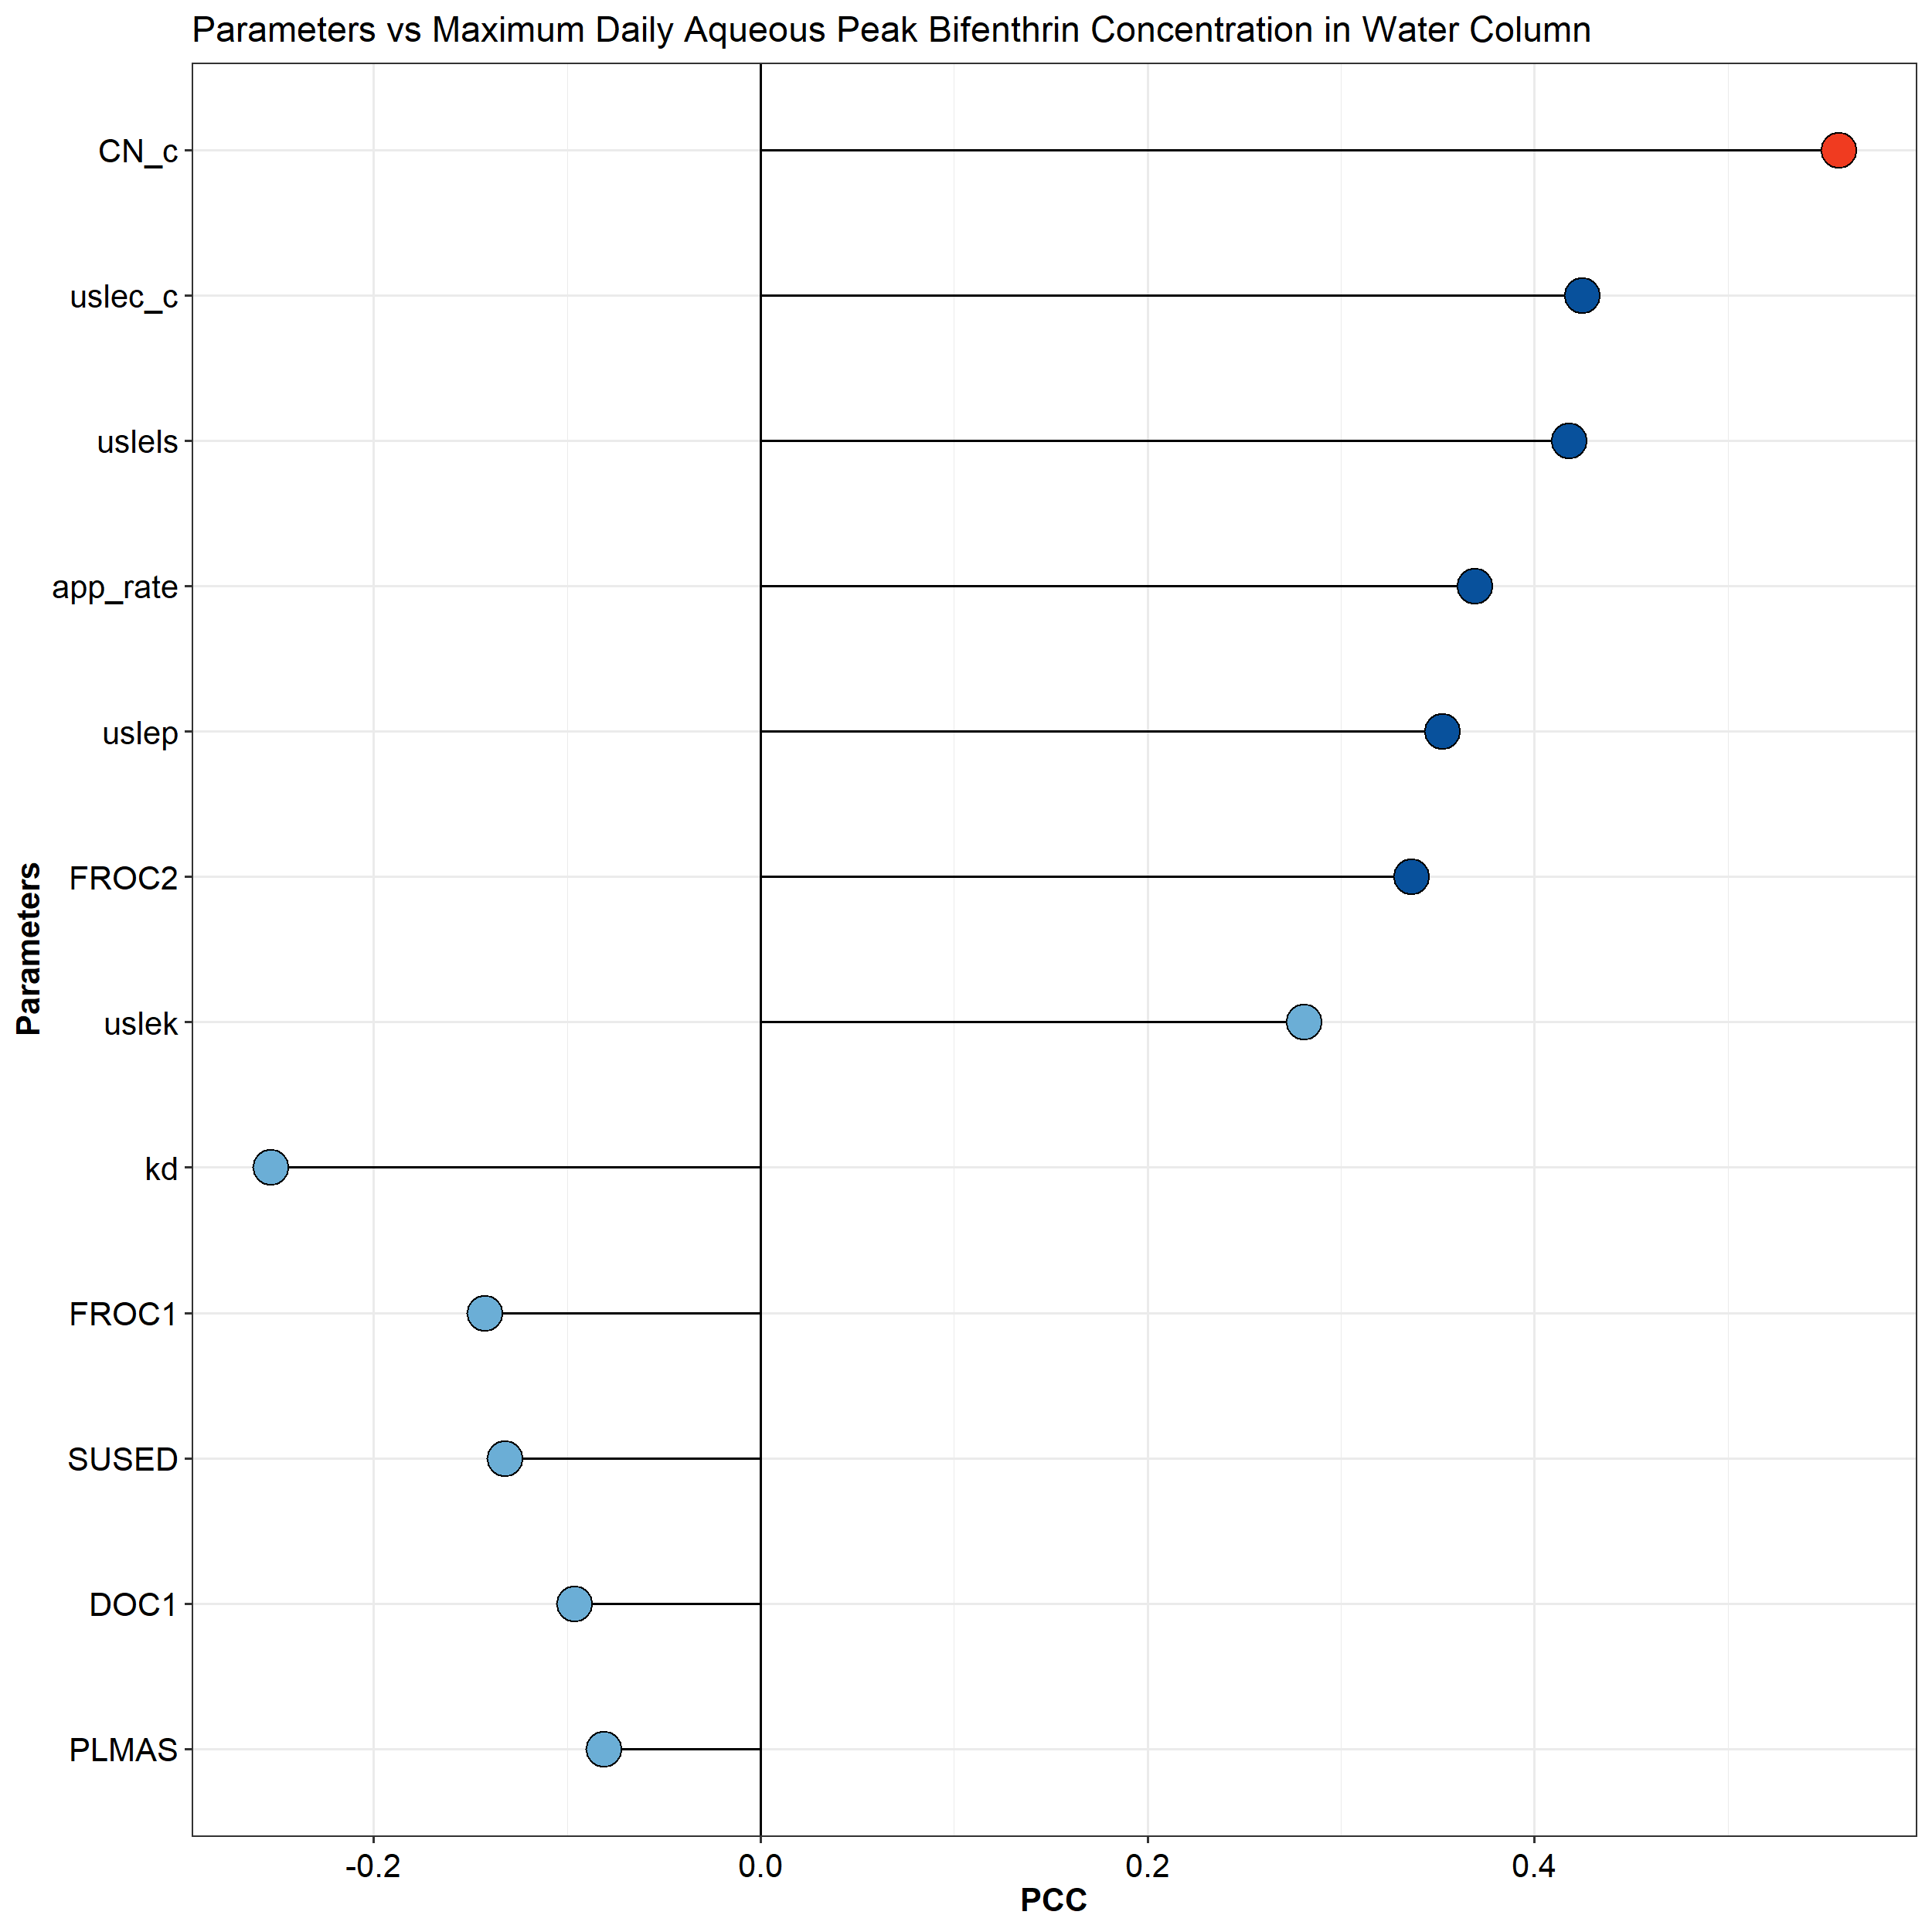 Parameters vs Maximum Daily Aqueous Peak Bifenthrin Concentration in Water Column
CN_c
uslec_c
uslels
app_rate
uslep
FROC2
uslek
kd
FROC1
SUSED
DOC1
PLMAS
Parameters
-0.2 0.0 0.2 0.4
PCC